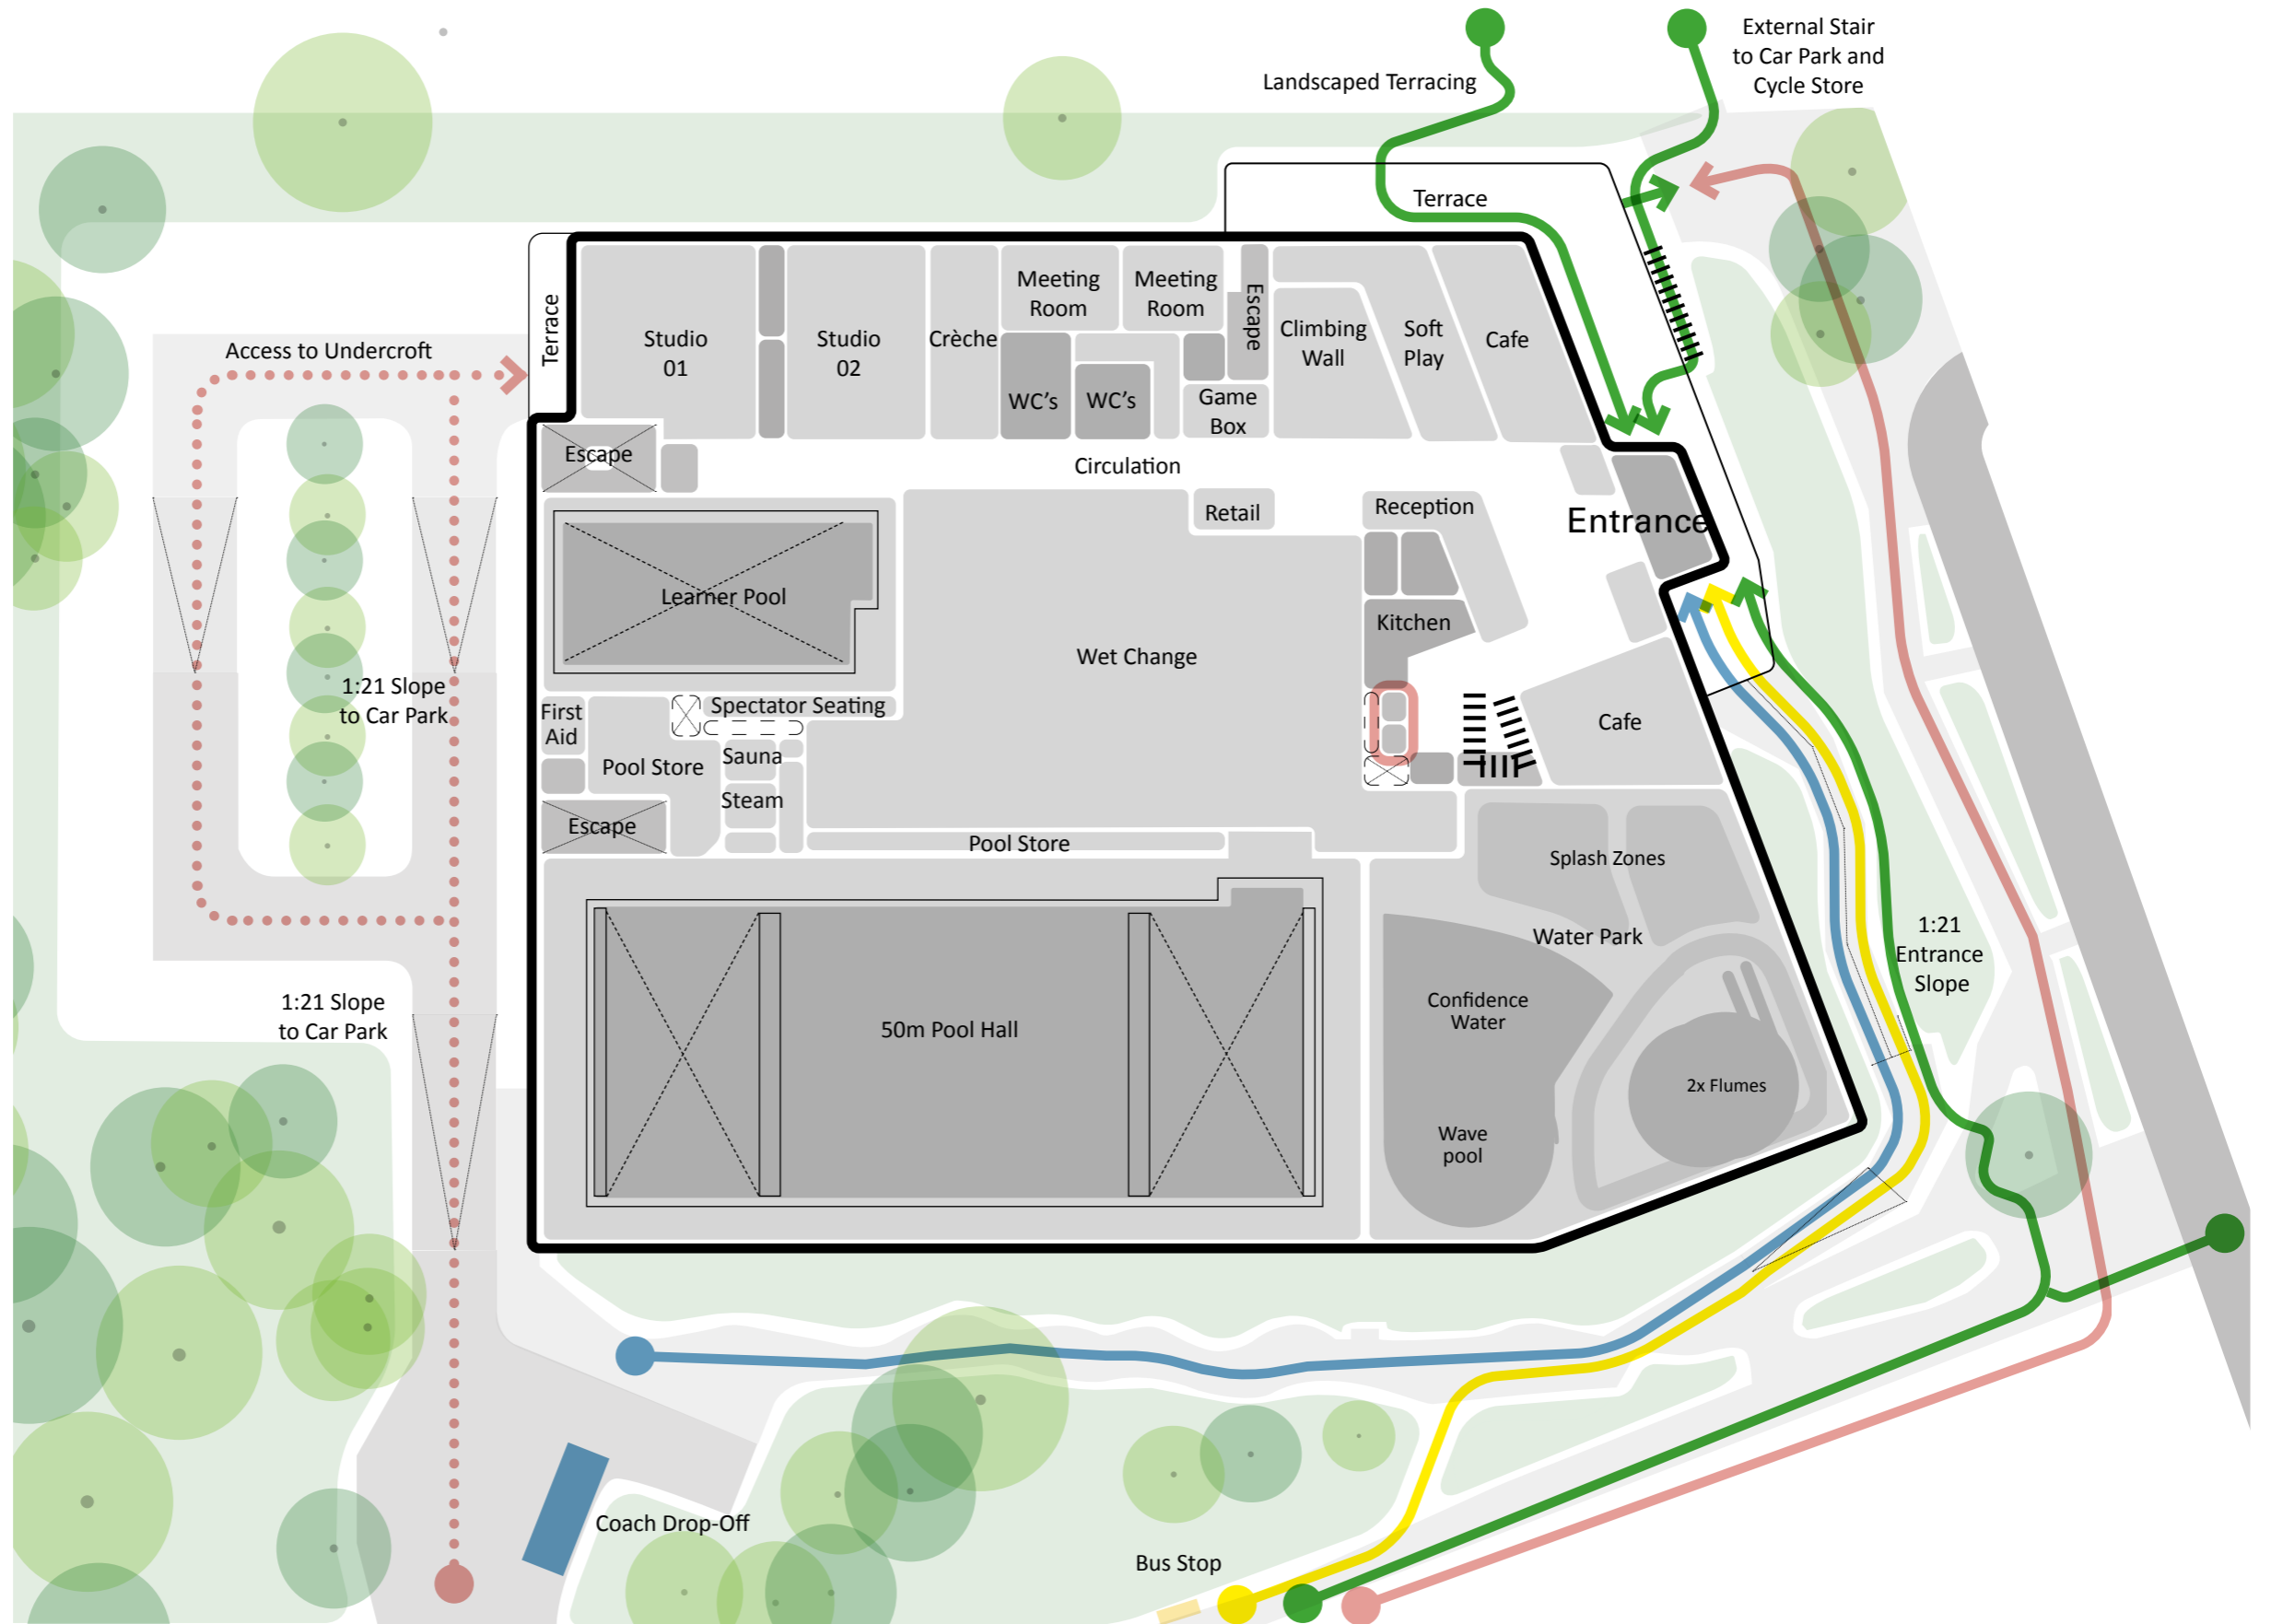 External Stair
to Car Park and
Cycle Store
Landscaped Terracing
Terrace
Terrace
Access to Undercroft
Studio
01
Studio
02
Crèche
Meeting
Room
Meeting
Room
Escape
Climbing
Wall
Soft
Play
Cafe
WC's
WC's
Game
Box
Escape
Circulation
Retail
Reception
Entrance
Learner Pool
Kitchen
Wet Change
1:21 Slope
to Car Park
First
Aid
Spectator Seating
Cafe
Pool Store
Sauna
Steam
Escape
Pool Store
Splash Zones
Water Park
1:21
Entrance
Slope
1:21 Slope
to Car Park
50m Pool Hall
Confidence
Water
2x Flumes
Wave
pool
Coach Drop-Off
Bus Stop